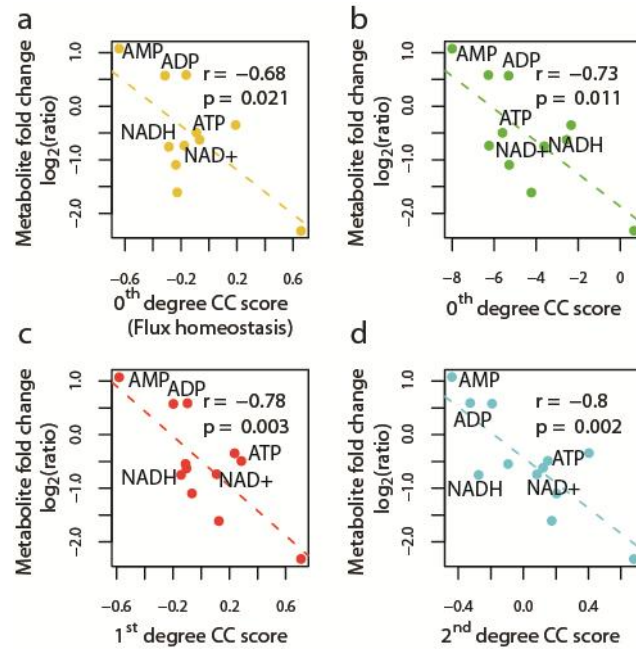 a
Metabolite fold change
log2(ratio)
1.0
0.0
−1.0
−2.0
AMP
ADP
r = −0.68
p = 0.021
ATP
NADH
NAD+
−0.6
−0.2
0.2
0.6
0th degree CC score
(Flux homeostasis)
b
Metabolite fold change
log2(ratio)
1.0
0.0
−1.0
−2.0
AMP
ADP
r = −0.73
p = 0.011
ATP
NAD+
NADH
−8
−6
−4
−2
0
0th degree CC score
c
Metabolite fold change
log2(ratio)
1.0
0.0
−1.0
−2.0
AMP
ADP
r = −0.78
p = 0.003
ATP
NADH
NAD+
−0.6
−0.2
0.2
0.6
1st degree CC score
d
Metabolite fold change
log2(ratio)
1.0
0.0
−1.0
−2.0
AMP
ADP
r = −0.8
p = 0.002
ATP
NADH
NAD+
−0.4
0.0
0.4
2nd degree CC score